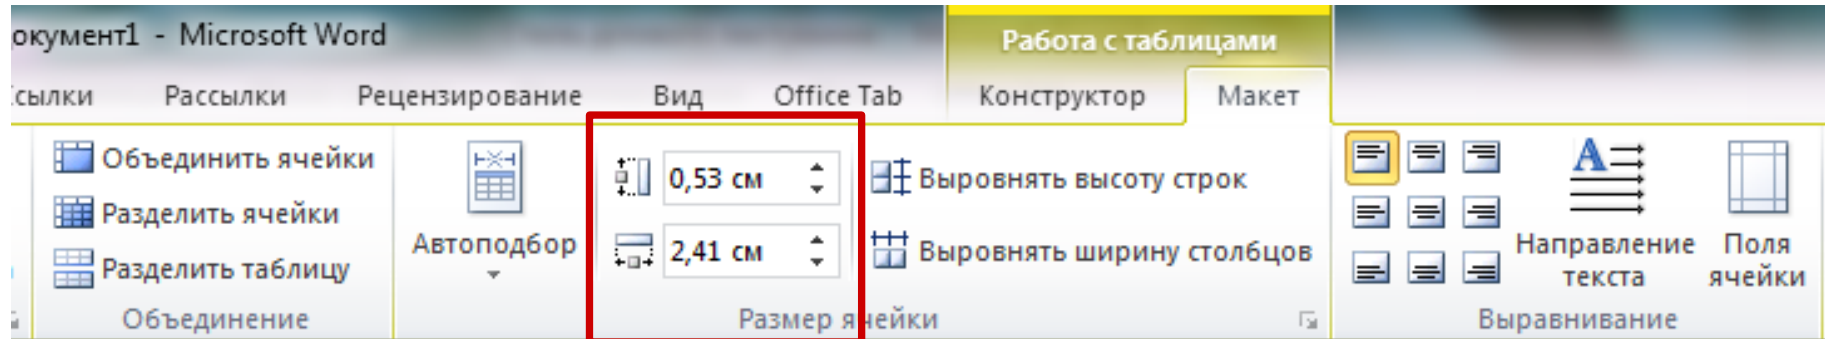 окумент1 - Microsoft Word
Работа с таблицами
сылки Рассылки Рецензирование Вид Office Tab Конструктор Макет
Объединить ячейки
Разделить ячейки
Разделить таблицу
Объединение
Автоподбор
0,53 см
2,41 см
Выровнять высоту строк
Выровнять ширину столбцов
Размер ячейки
Направление
текста
Поля
ячейки
Выравнивание